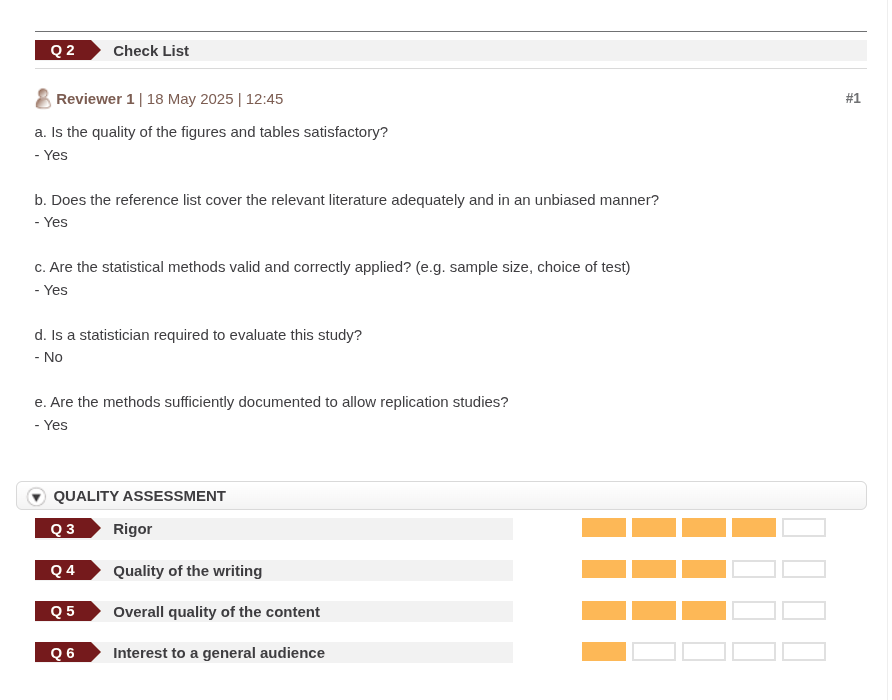 Q 2 Check List
Reviewer 1 | 18 May 2025 | 12:45 #1
a. Is the quality of the figures and tables satisfactory?
- Yes
b. Does the reference list cover the relevant literature adequately and in an unbiased manner?
- Yes
c. Are the statistical methods valid and correctly applied? (e.g. sample size, choice of test)
- Yes
d. Is a statistician required to evaluate this study?
- No
e. Are the methods sufficiently documented to allow replication studies?
- Yes
QUALITY ASSESSMENT
Q 3 Rigor
Q 4 Quality of the writing
Q 5 Overall quality of the content
Q 6 Interest to a general audience